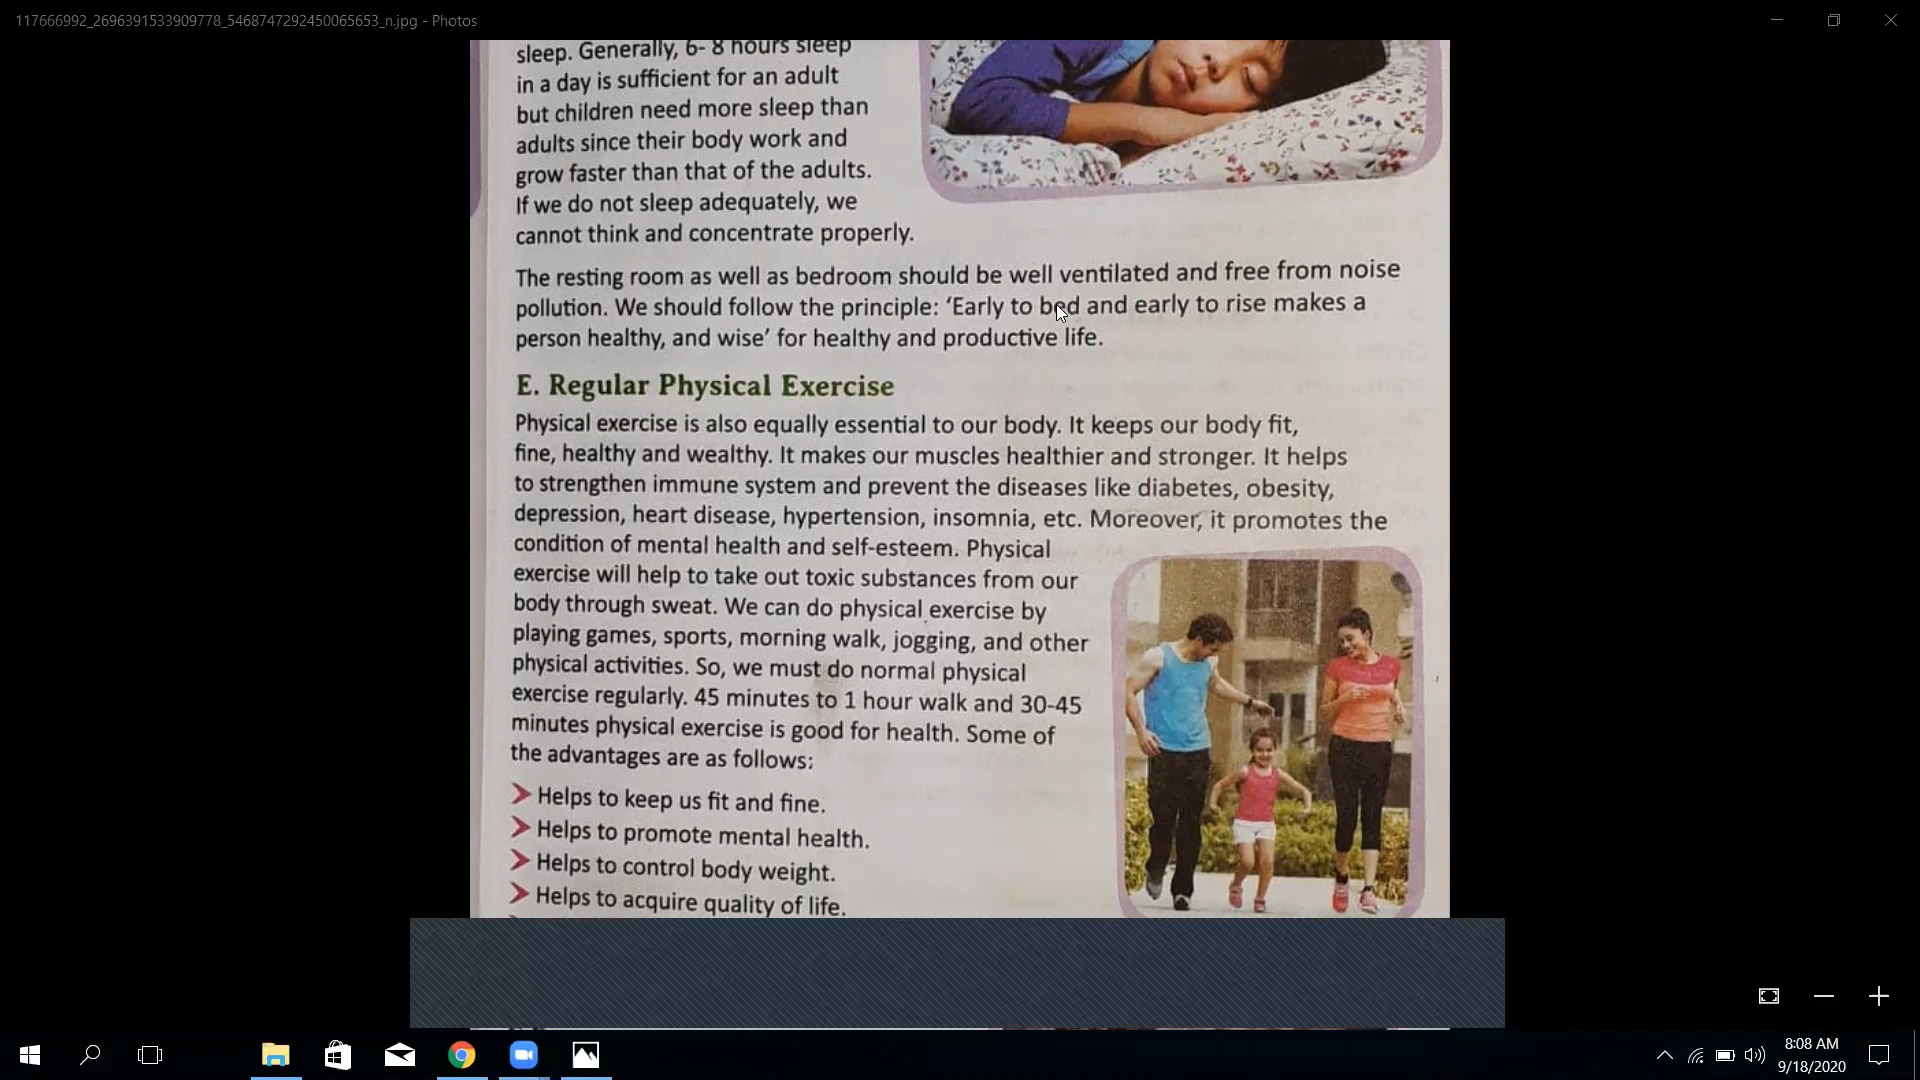 117666992_2696391533909778_5468747292450065653_n.jpg - Photos
sleep. Generally, 6- 8 hours sleep
in a day is sufficient for an adult
but children need more sleep than
adults since their body work and
grow faster than that of the adults.
If we do not sleep adequately, we
cannot think and concentrate properly.
The resting room as well as bedroom should be well ventilated and free from noise
pollution. We should follow the principle: ‘Early to bed and early to rise makes a
person healthy, and wise’ for healthy and productive life.
E. Regular Physical Exercise
Physical exercise is also equally essential to our body. It keeps our body fit,
fine, healthy and wealthy. It makes our muscles healthier and stronger. It helps
to strengthen immune system and prevent the diseases like diabetes, obesity,
depression, heart disease, hypertension, insomnia, etc. Moreover, it promotes the
condition of mental health and self-esteem. Physical
exercise will help to take out toxic substances from our
body through sweat. We can do physical exercise by
playing games, sports, morning walk, jogging, and other
physical activities. So, we must do normal physical
exercise regularly. 45 minutes to 1 hour walk and 30-45
minutes physical exercise is good for health. Some of
the advantages are as follows:
➤ Helps to keep us fit and fine.
➤ Helps to promote mental health.
➤ Helps to control body weight.
➤ Helps to acquire quality of life.
8:08 AM
9/18/2020